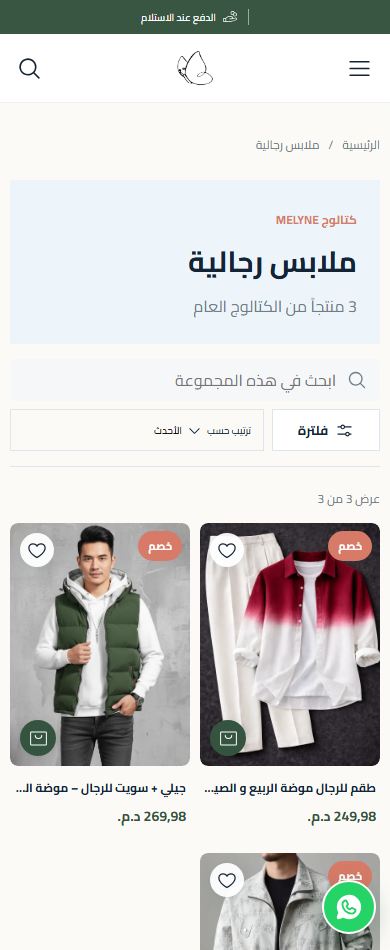 الدفع عند الاستلام
الرئيسية / ملابس رجالية
كتالوج MELYNE
ملابس رجالية
3 منتجاً من الكتالوج العام
ابحث في هذه المجموعة
فلترة
ترتيب حسب الأحدث
عرض 3 من 3
خصم
خصم
طقم للرجال موضة الربيع و الصيـ...
249,98 د.م.
جيلي + سويت للرجال – موضة الـ...
269,98 د.م.
خصم